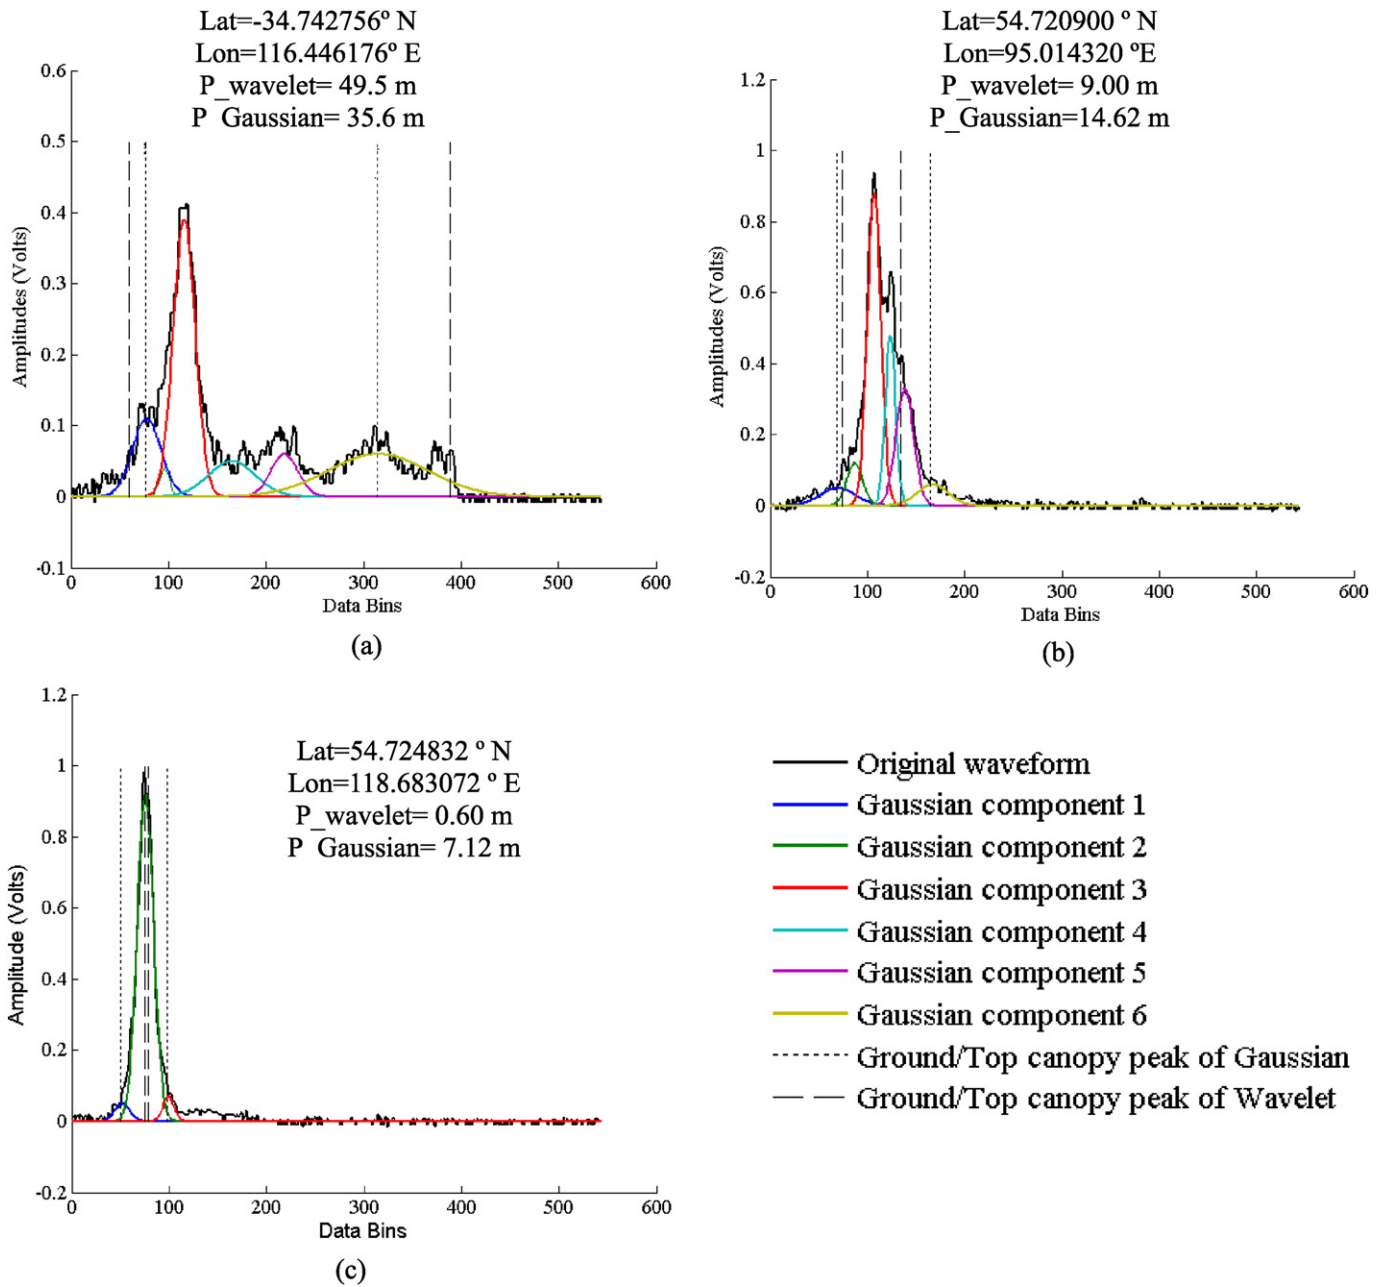 Lat=-34.742756º N
Lon=116.446176º E
P_wavelet= 49.5 m
P Gaussian= 35.6 m
0.6
0.5
0.4
0.3
0.2
0.1
0
-0.1
Amplitudes (Volts)
0 100 200 300 400 500 600
Data Bins
(a)
Lat=54.720900 º N
Lon=95.014320 ºE
P_wavelet= 9.00 m
P_Gaussian=14.62 m
1.2
1
0.8
0.6
0.4
0.2
0
-0.2
Amplitudes (Volts)
0 100 200 300 400 500 600
Data Bins
(b)
Lat=54.724832 º N
Lon=118.683072 º E
P_wavelet= 0.60 m
P Gaussian= 7.12 m
1.2
1
0.8
0.6
0.4
0.2
0
-0.2
Amplitude (Volts)
0 100 200 300 400 500 600
Data Bins
(c)
Original waveform
Gaussian component 1
Gaussian component 2
Gaussian component 3
Gaussian component 4
Gaussian component 5
Gaussian component 6
Ground/Top canopy peak of Gaussian
Ground/Top canopy peak of Wavelet